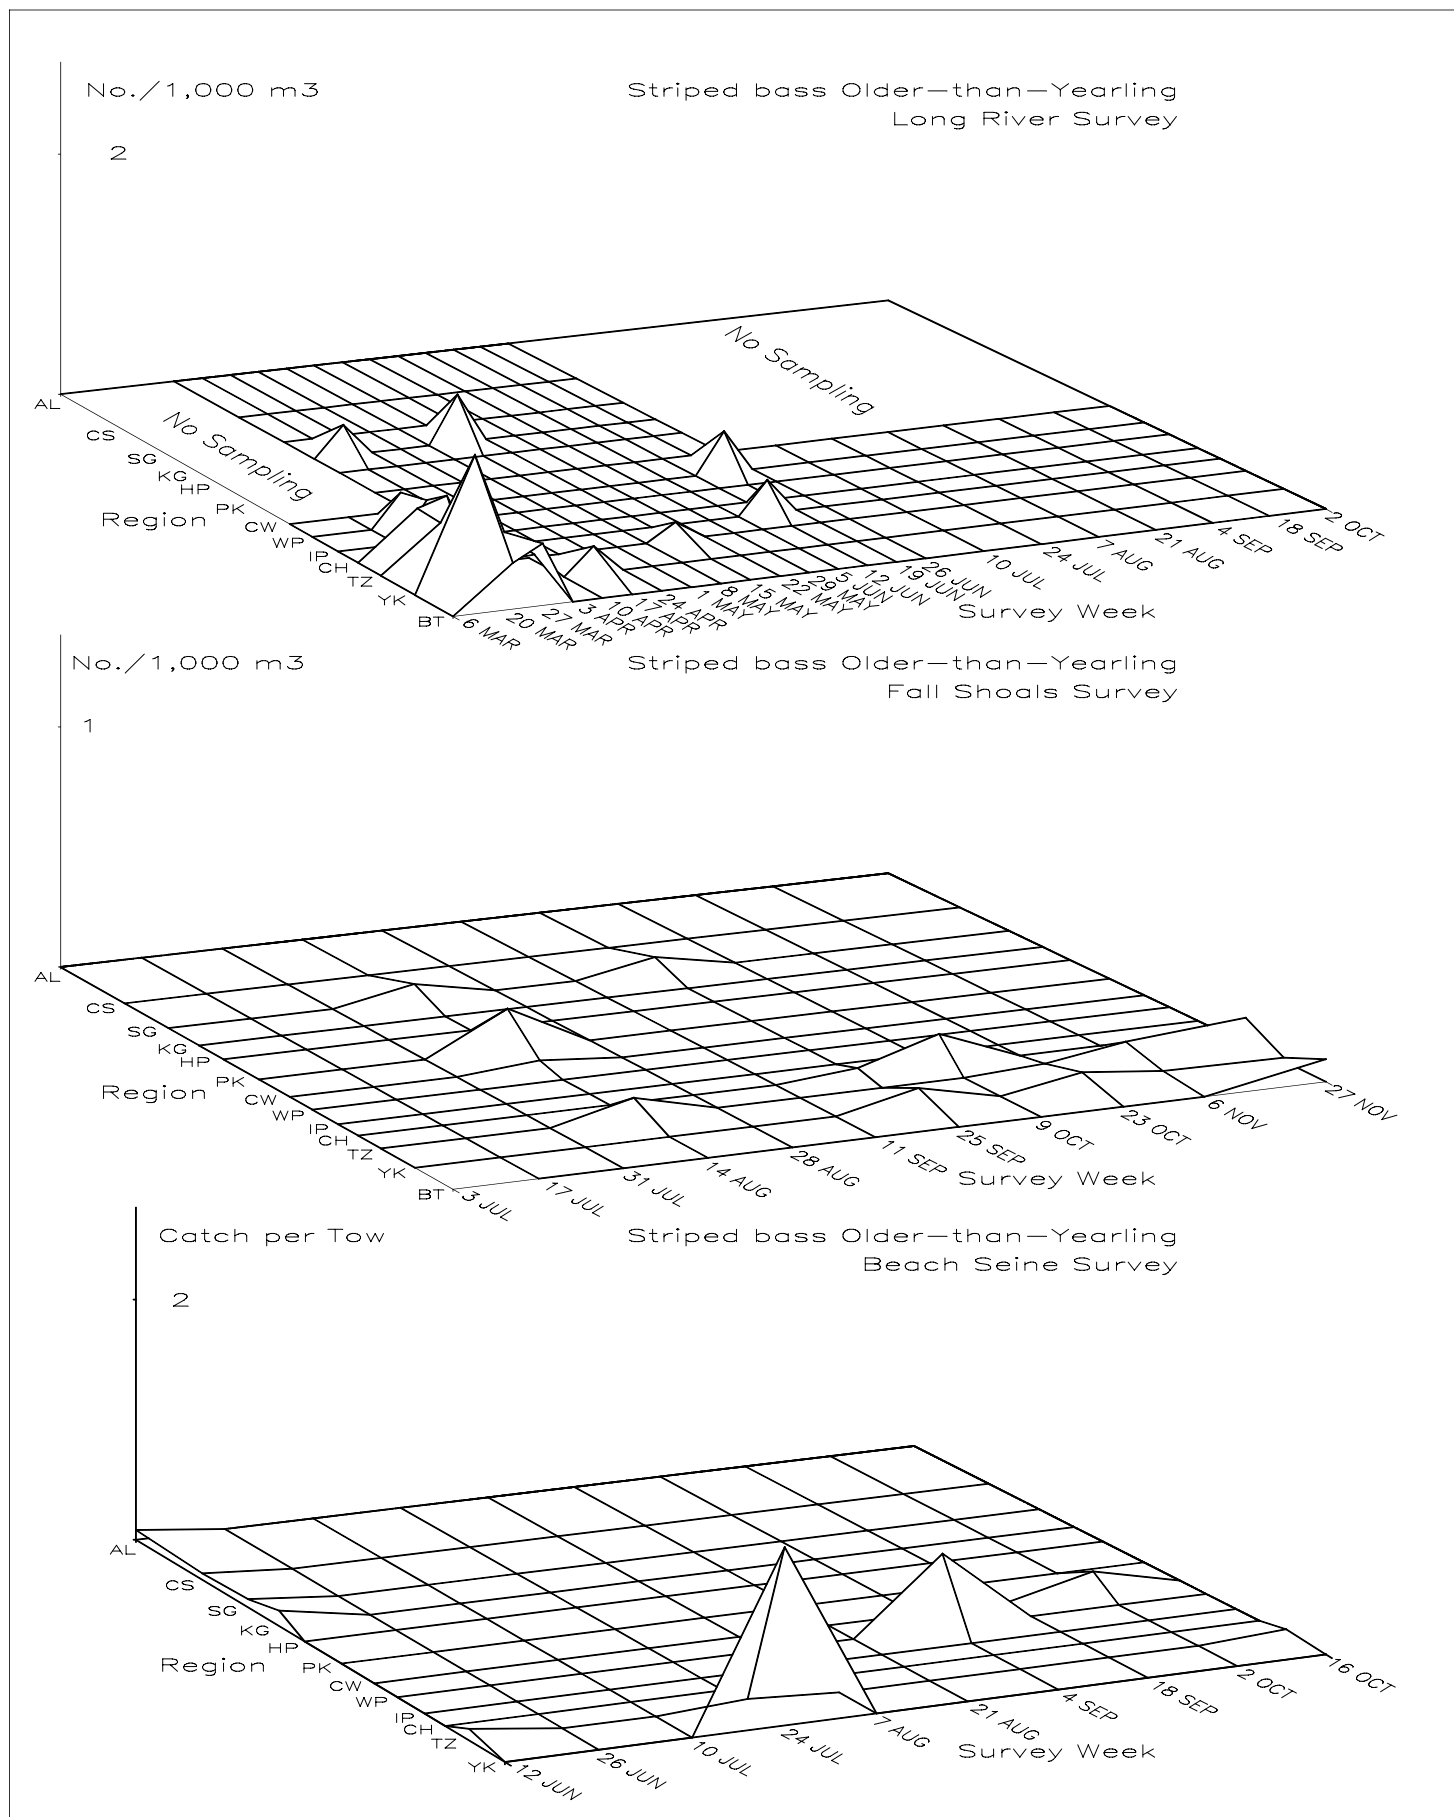 No./1,000 m3
Striped bass Older-than-Yearling
Long River Survey
2
No Sampling
No Sampling
AL
CS
SG
KG
HP
PK
CW
WP
IP
CH
TZ
YK
BT
Region
6 MAR
20 MAR
27 MAR
3 APR
10 APR
17 APR
24 APR
1 MAY
8 MAY
15 MAY
22 MAY
29 MAY
5 JUN
12 JUN
19 JUN
26 JUN
10 JUL
24 JUL
7 AUG
21 AUG
4 SEP
18 SEP
2 OCT
Survey Week
No./1,000 m3
Striped bass Older-than-Yearling
Fall Shoals Survey
1
AL
CS
SG
KG
HP
PK
CW
WP
IP
CH
TZ
YK
BT
Region
3 JUL
17 JUL
31 JUL
14 AUG
28 AUG
11 SEP
25 SEP
9 OCT
23 OCT
6 NOV
27 NOV
Survey Week
Catch per Tow
Striped bass Older-than-Yearling
Beach Seine Survey
2
AL
CS
SG
KG
HP
PK
CW
WP
IP
CH
TZ
YK
Region
12 JUN
26 JUN
10 JUL
24 JUL
7 AUG
21 AUG
4 SEP
18 SEP
2 OCT
16 OCT
Survey Week